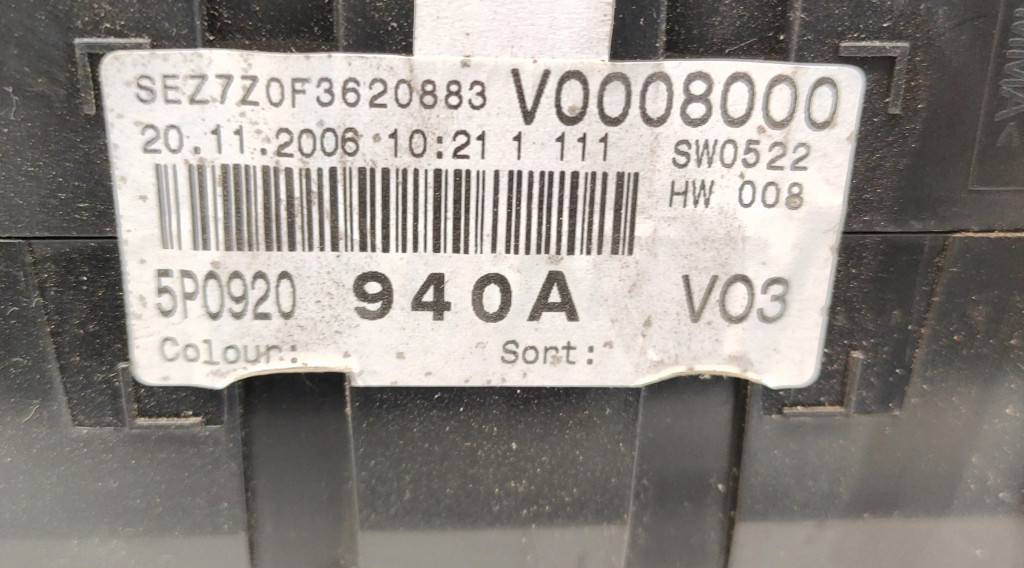 SEZ7Z0F3620883 V0008000
20.11.2006 10:21 1 111 SW0522
HW 008
5P0920 940A V03
Colour: Sort: